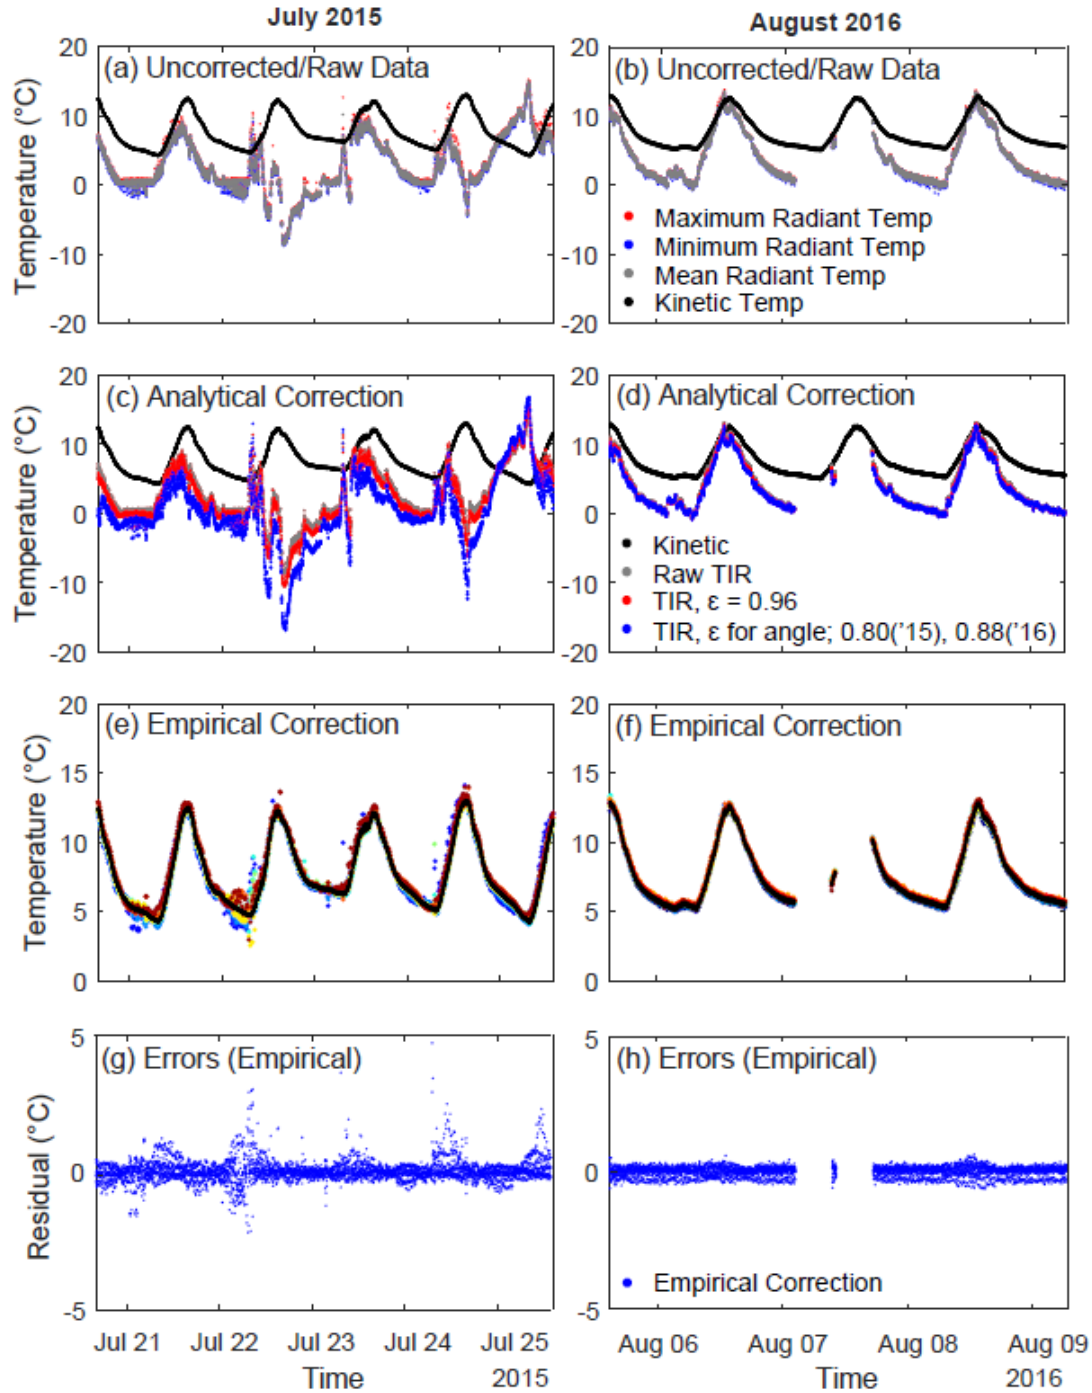 July 2015
August 2016
20
10
0
-10
-20
Temperature (°C)
(a) Uncorrected/Raw Data
20
10
0
-10
-20
(b) Uncorrected/Raw Data
Maximum Radiant Temp
Minimum Radiant Temp
Mean Radiant Temp
Kinetic Temp
20
10
0
-10
-20
Temperature (°C)
(c) Analytical Correction
20
10
0
-10
-20
(d) Analytical Correction
Kinetic
Raw TIR
TIR, ε = 0.96
TIR, ε for angle; 0.80('15), 0.88('16)
20
15
10
5
0
Temperature (°C)
(e) Empirical Correction
20
15
10
5
0
(f) Empirical Correction
5
0
-5
Residual (°C)
(g) Errors (Empirical)
5
0
-5
(h) Errors (Empirical)
Empirical Correction
Jul 21 Jul 22 Jul 23 Jul 24 Jul 25
Time 2015
Aug 06 Aug 07 Aug 08 Aug 09
Time 2016